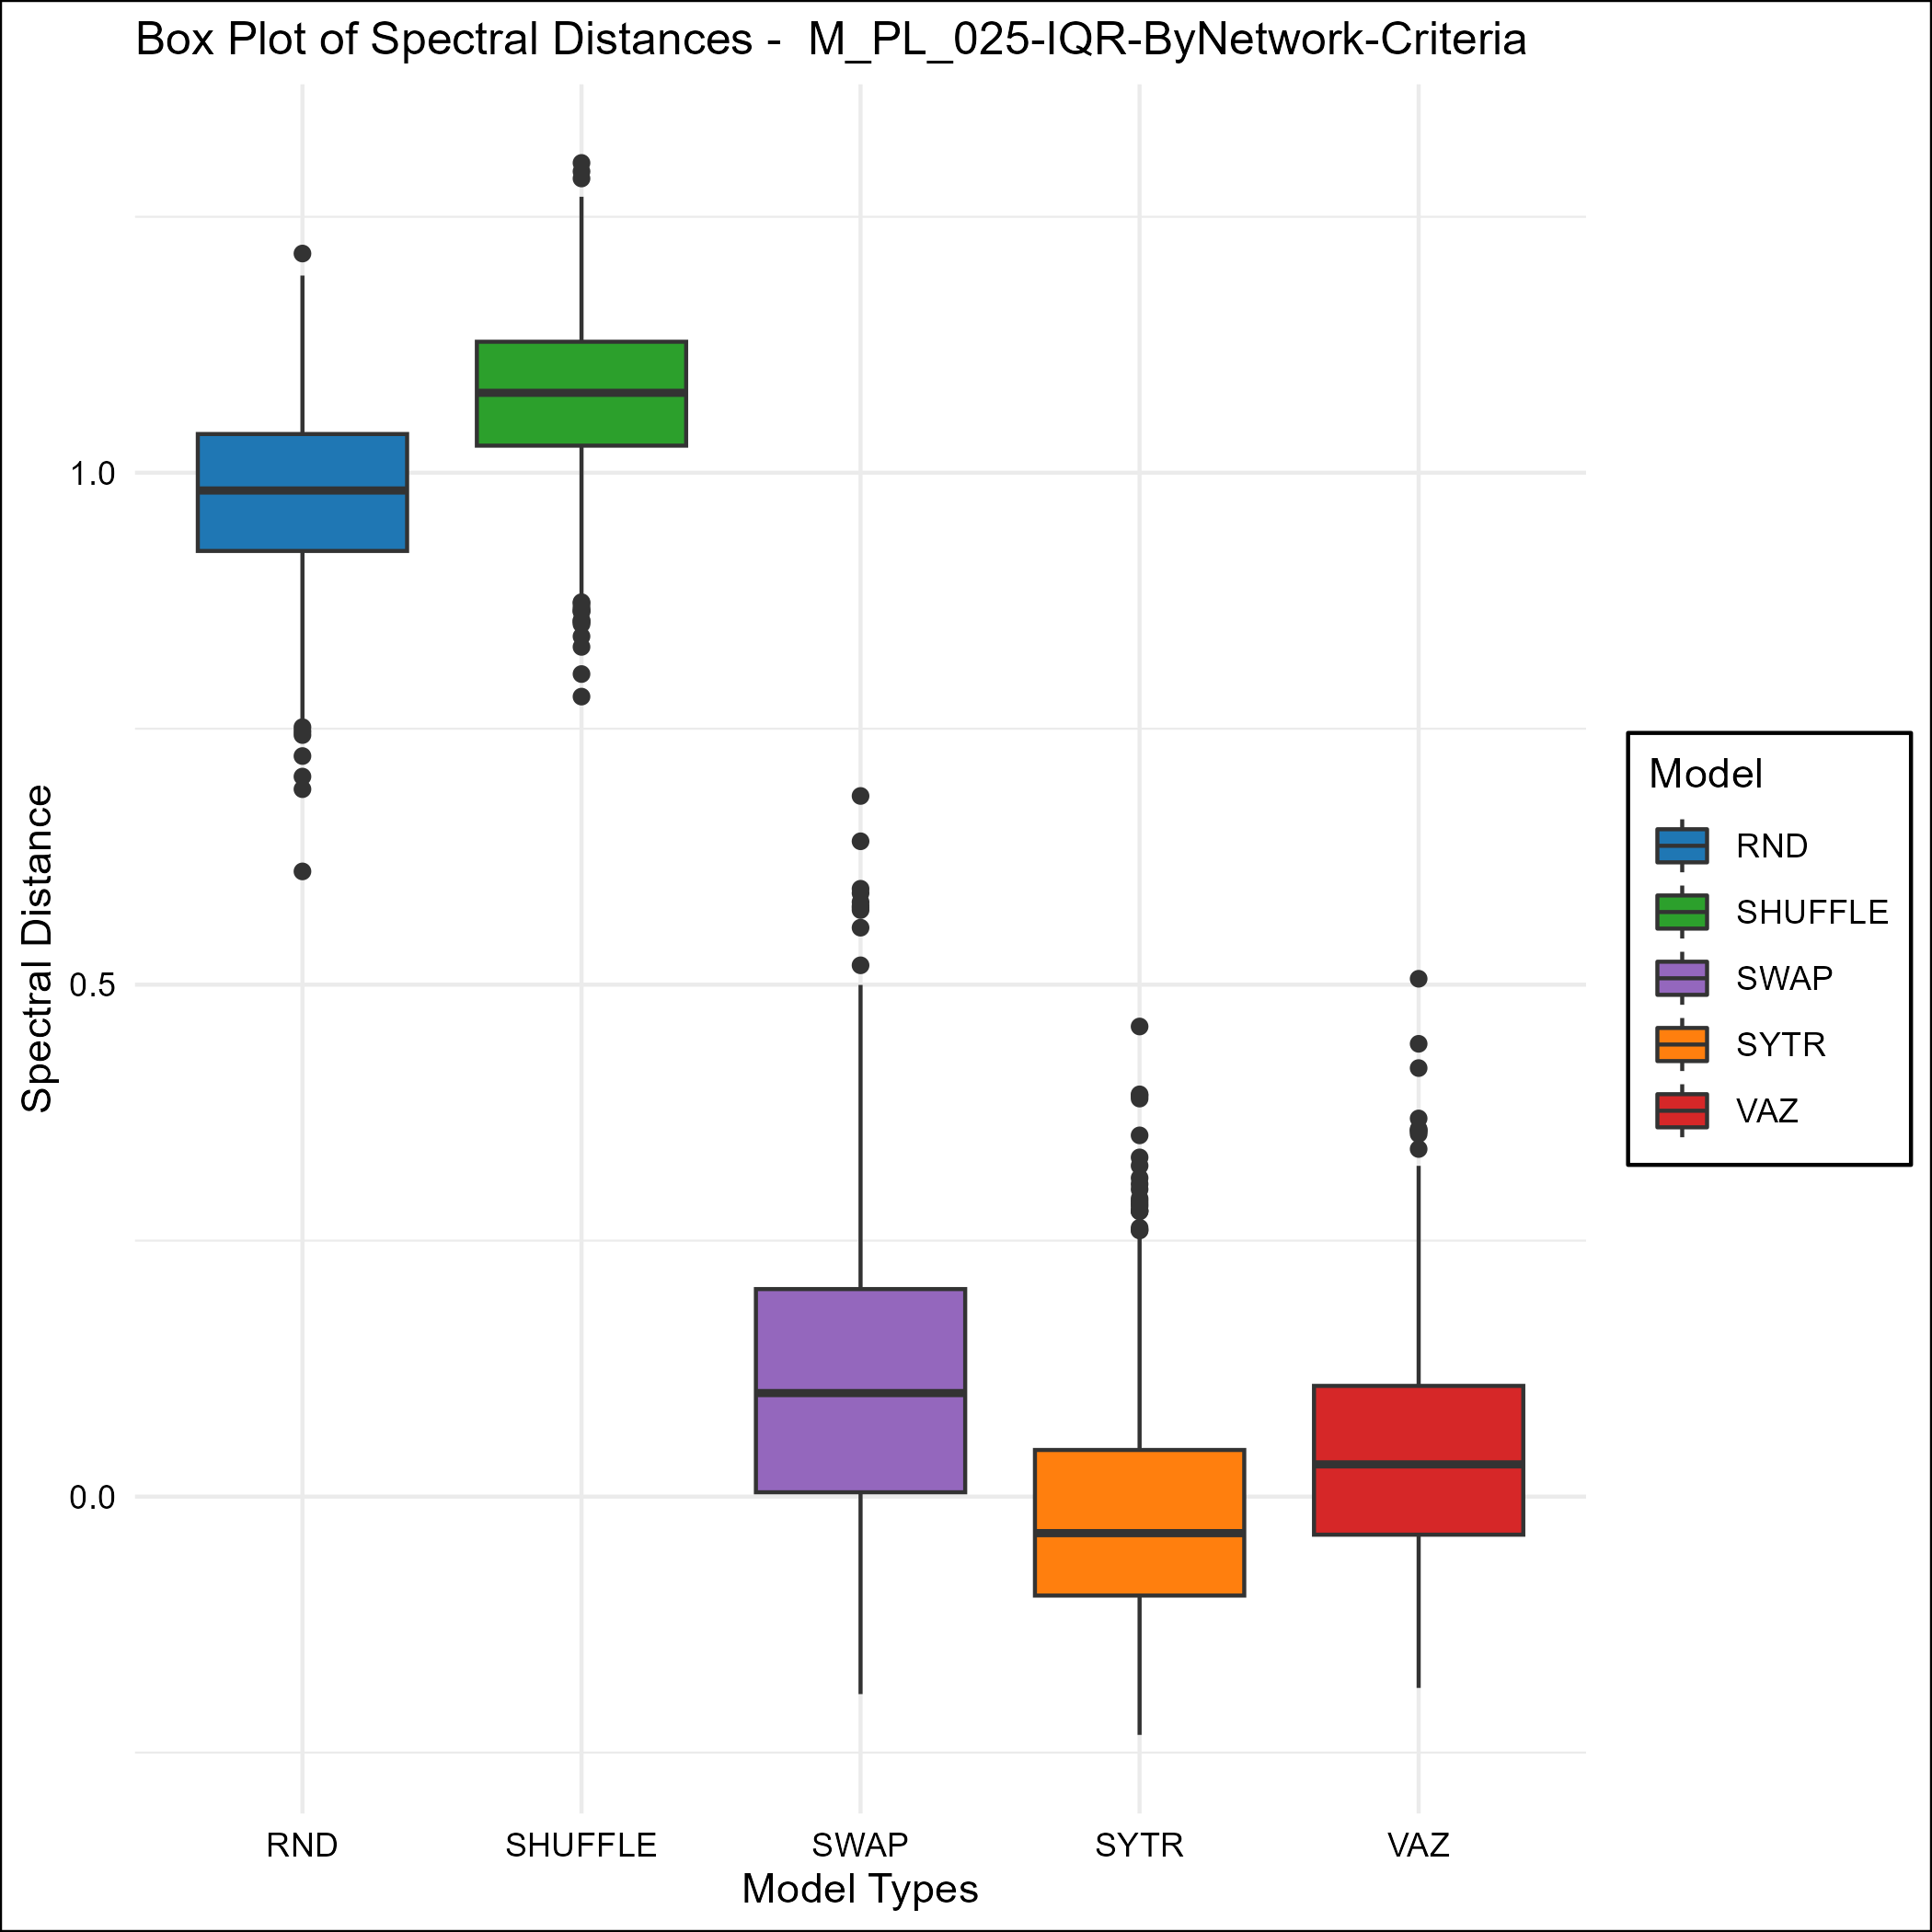 Box Plot of Spectral Distances -  M_PL_025-IQR-ByNetwork-Criteria
Spectral Distance
1.0
0.5
0.0
RND
SHUFFLE
SWAP
SYTR
VAZ
Model Types
Model
RND
SHUFFLE
SWAP
SYTR
VAZ